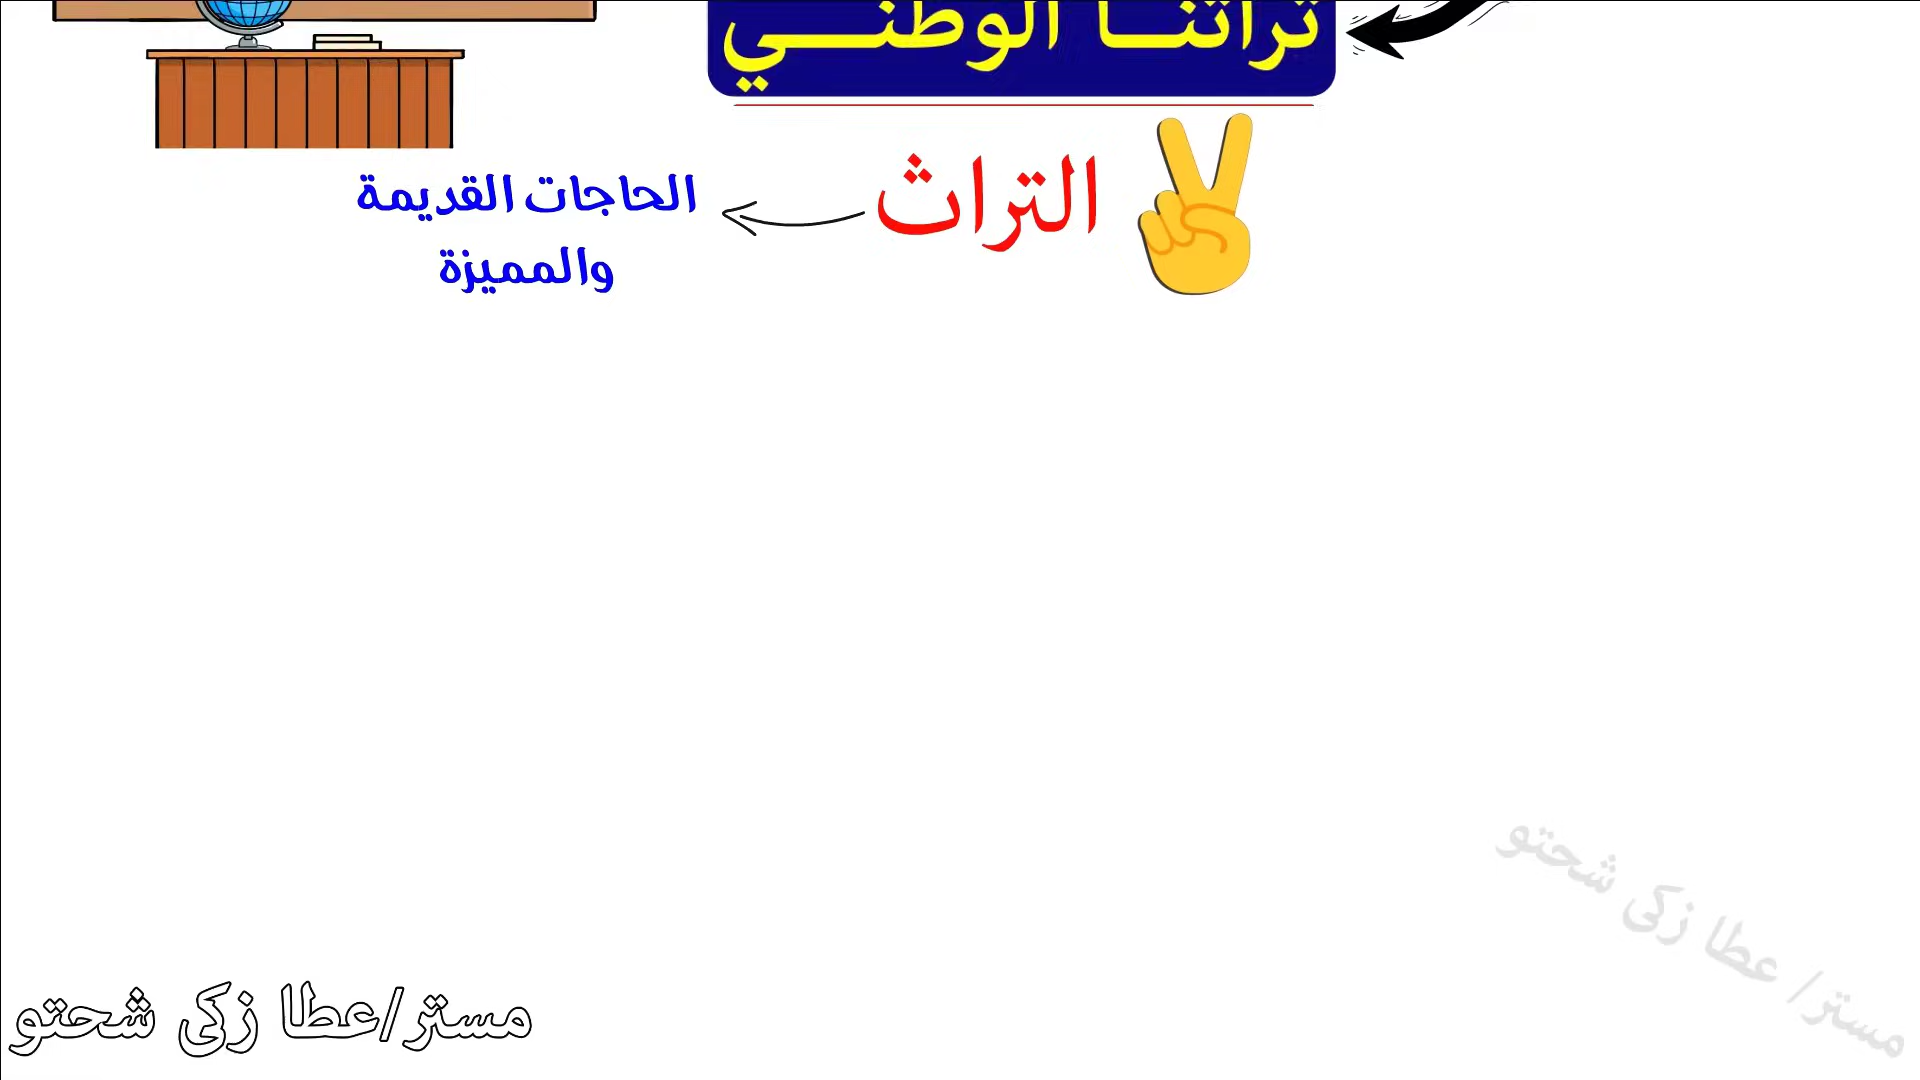 تراثنا الوطني
التراث
الحاجات القديمة
والمميزة
مستر/ عطا زكى شحتو
مستر/عطا زكى شحتو